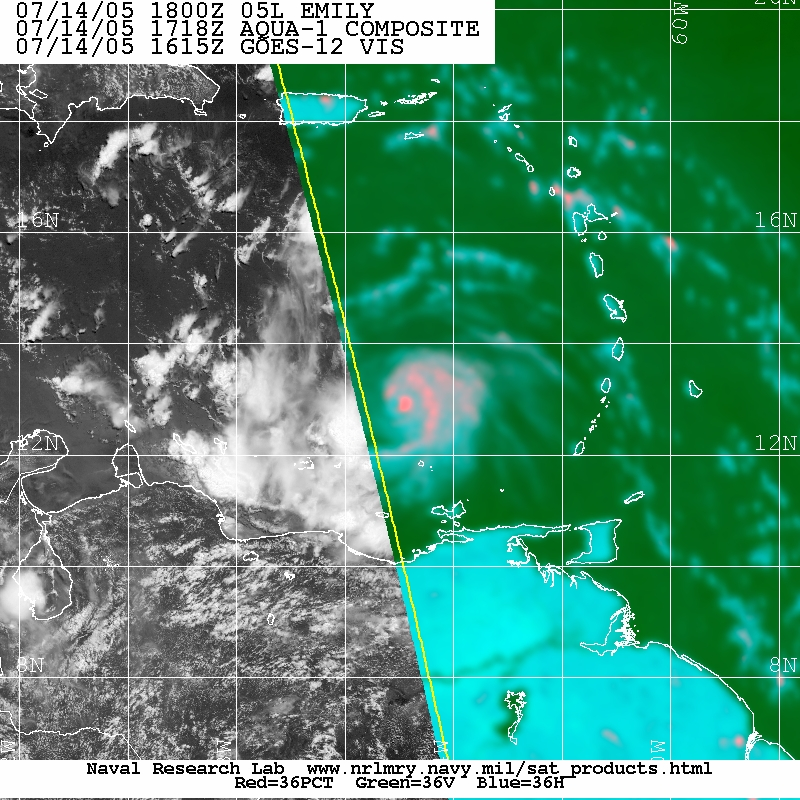 07/14/05 1800Z 05L EMILY
07/14/05 1718Z AQUA-1 COMPOSITE
07/14/05 1615Z GOES-12 VIS
20N
60W
16N
16N
12N
12N
8N
8N
Naval Research Lab www.nrlmry.navy.mil/sat_products.html
Red=36PCT Green=36V Blue=36H